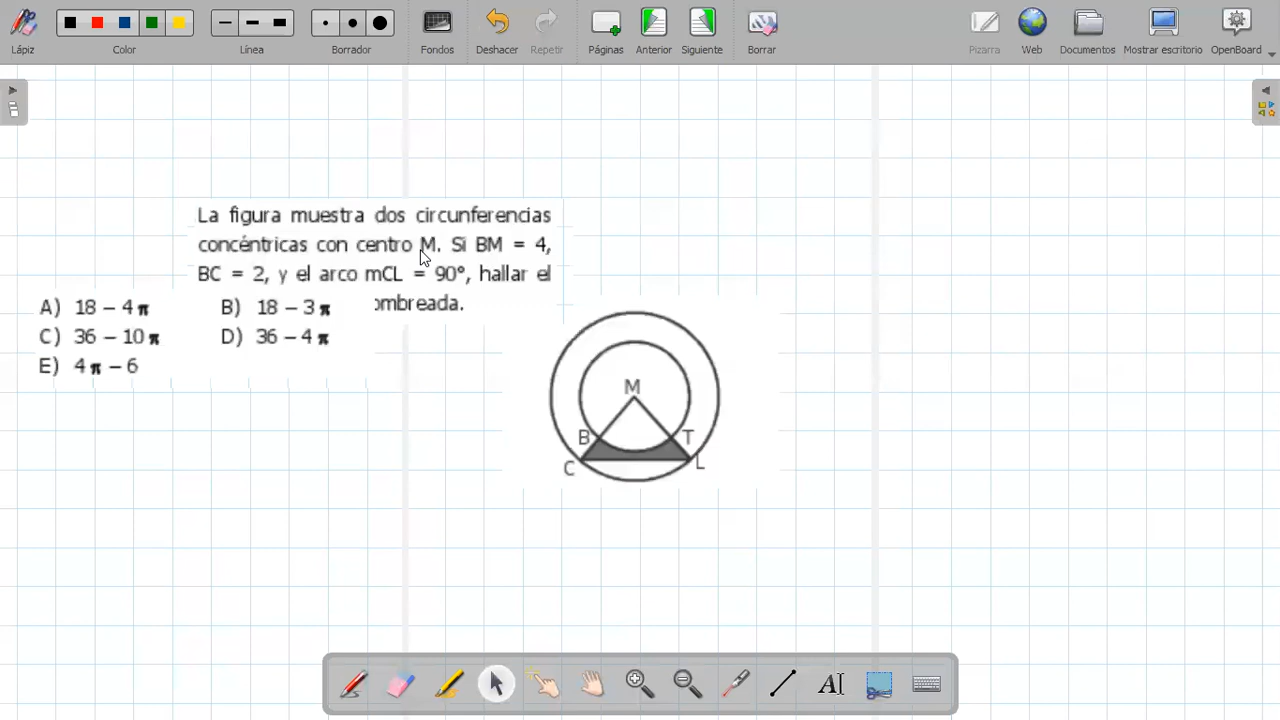 Lápiz
Color
Línea
Borrador
Fondos
Deshacer
Repetir
Páginas
Anterior
Siguiente
Borrar
Pizarra
Web
Documentos
Mostrar escritorio
OpenBoard
La figura muestra dos circunferencias
concéntricas con centro M. Si BM = 4,
BC = 2, y el arco mCL = 90°, hallar el
ombreada.
A) 18 – 4π B) 18 – 3π
C) 36 – 10π D) 36 – 4π
E) 4π – 6
M
B
T
C
L
AI